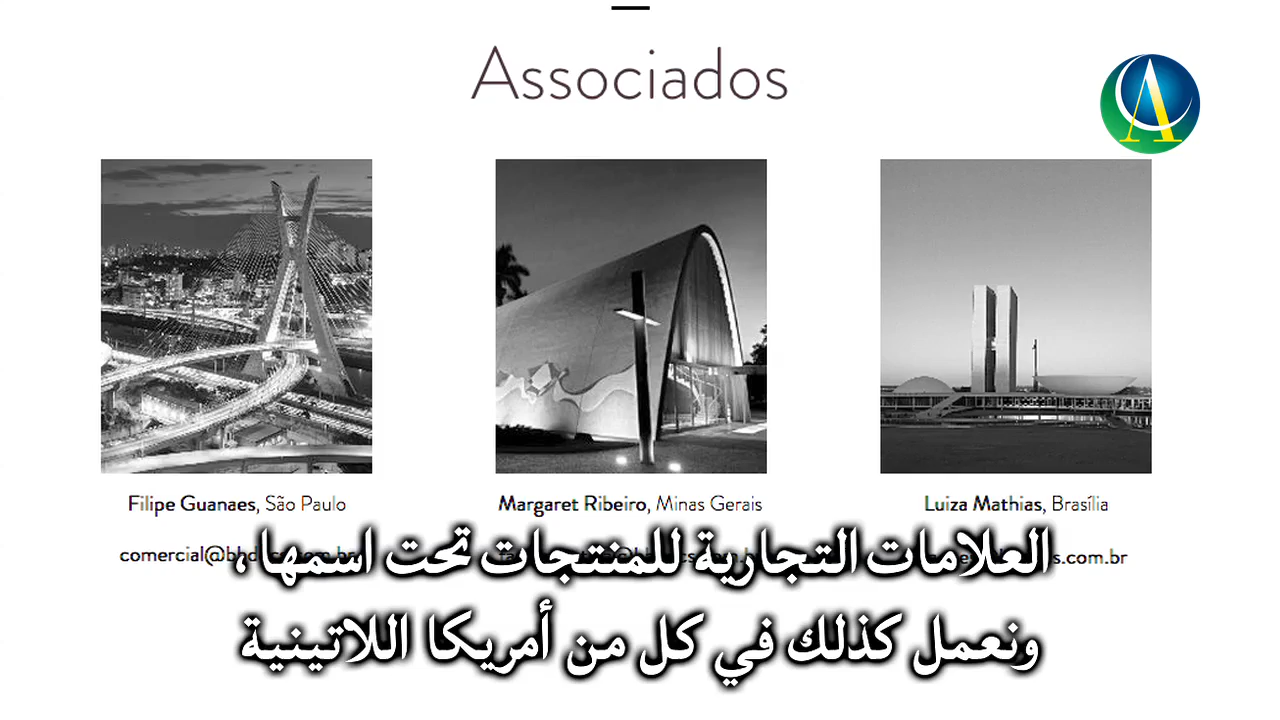 Associados
Filipe Guanaes, São Paulo
Margaret Ribeiro, Minas Gerais
Luiza Mathias, Brasília
العلامات التجارية للمنتجات تحت اسمها،
ونعمل كذلك في كل من أمريكا اللاتينية